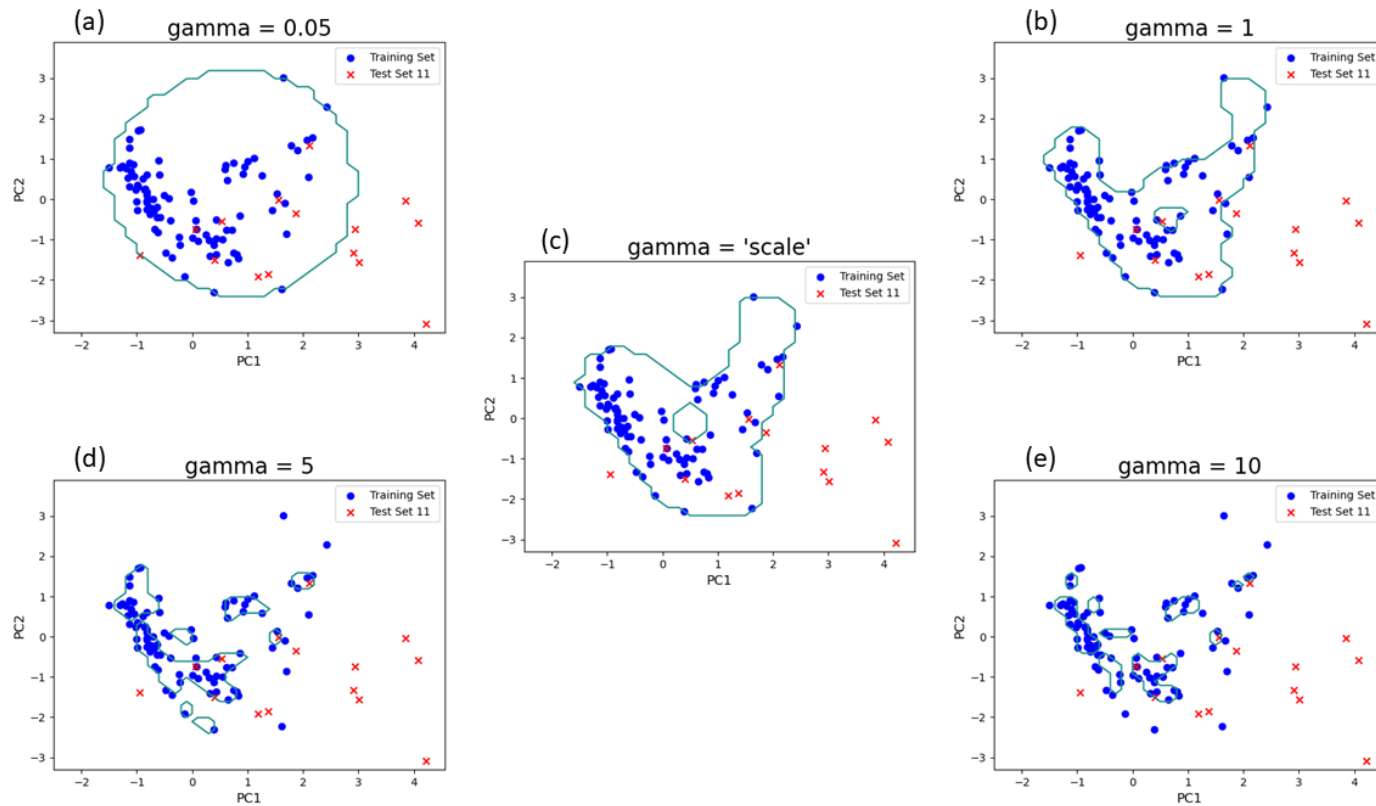 (a)
gamma = 0.05
Training Set
Test Set 11
3
2
1
0
−1
−2
−3
PC2
−2 −1 0 1 2 3 4
PC1
(b)
gamma = 1
Training Set
Test Set 11
3
2
1
0
−1
−2
−3
PC2
−2 −1 0 1 2 3 4
PC1
(c)
gamma = 'scale'
Training Set
Test Set 11
3
2
1
0
−1
−2
−3
PC2
−2 −1 0 1 2 3 4
PC1
(d)
gamma = 5
Training Set
Test Set 11
3
2
1
0
−1
−2
−3
PC2
−2 −1 0 1 2 3 4
PC1
(e)
gamma = 10
Training Set
Test Set 11
3
2
1
0
−1
−2
−3
PC2
−2 −1 0 1 2 3 4
PC1